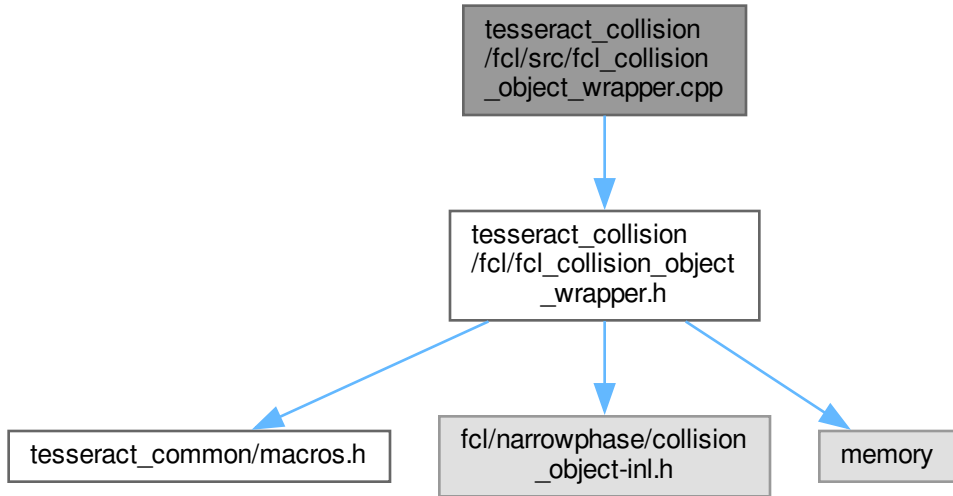 tesseract_collision
/fcl/src/fcl_collision
_object_wrapper.cpp
tesseract_collision
/fcl/fcl_collision_object
_wrapper.h
tesseract_common/macros.h
fcl/narrowphase/collision
_object-inl.h
memory